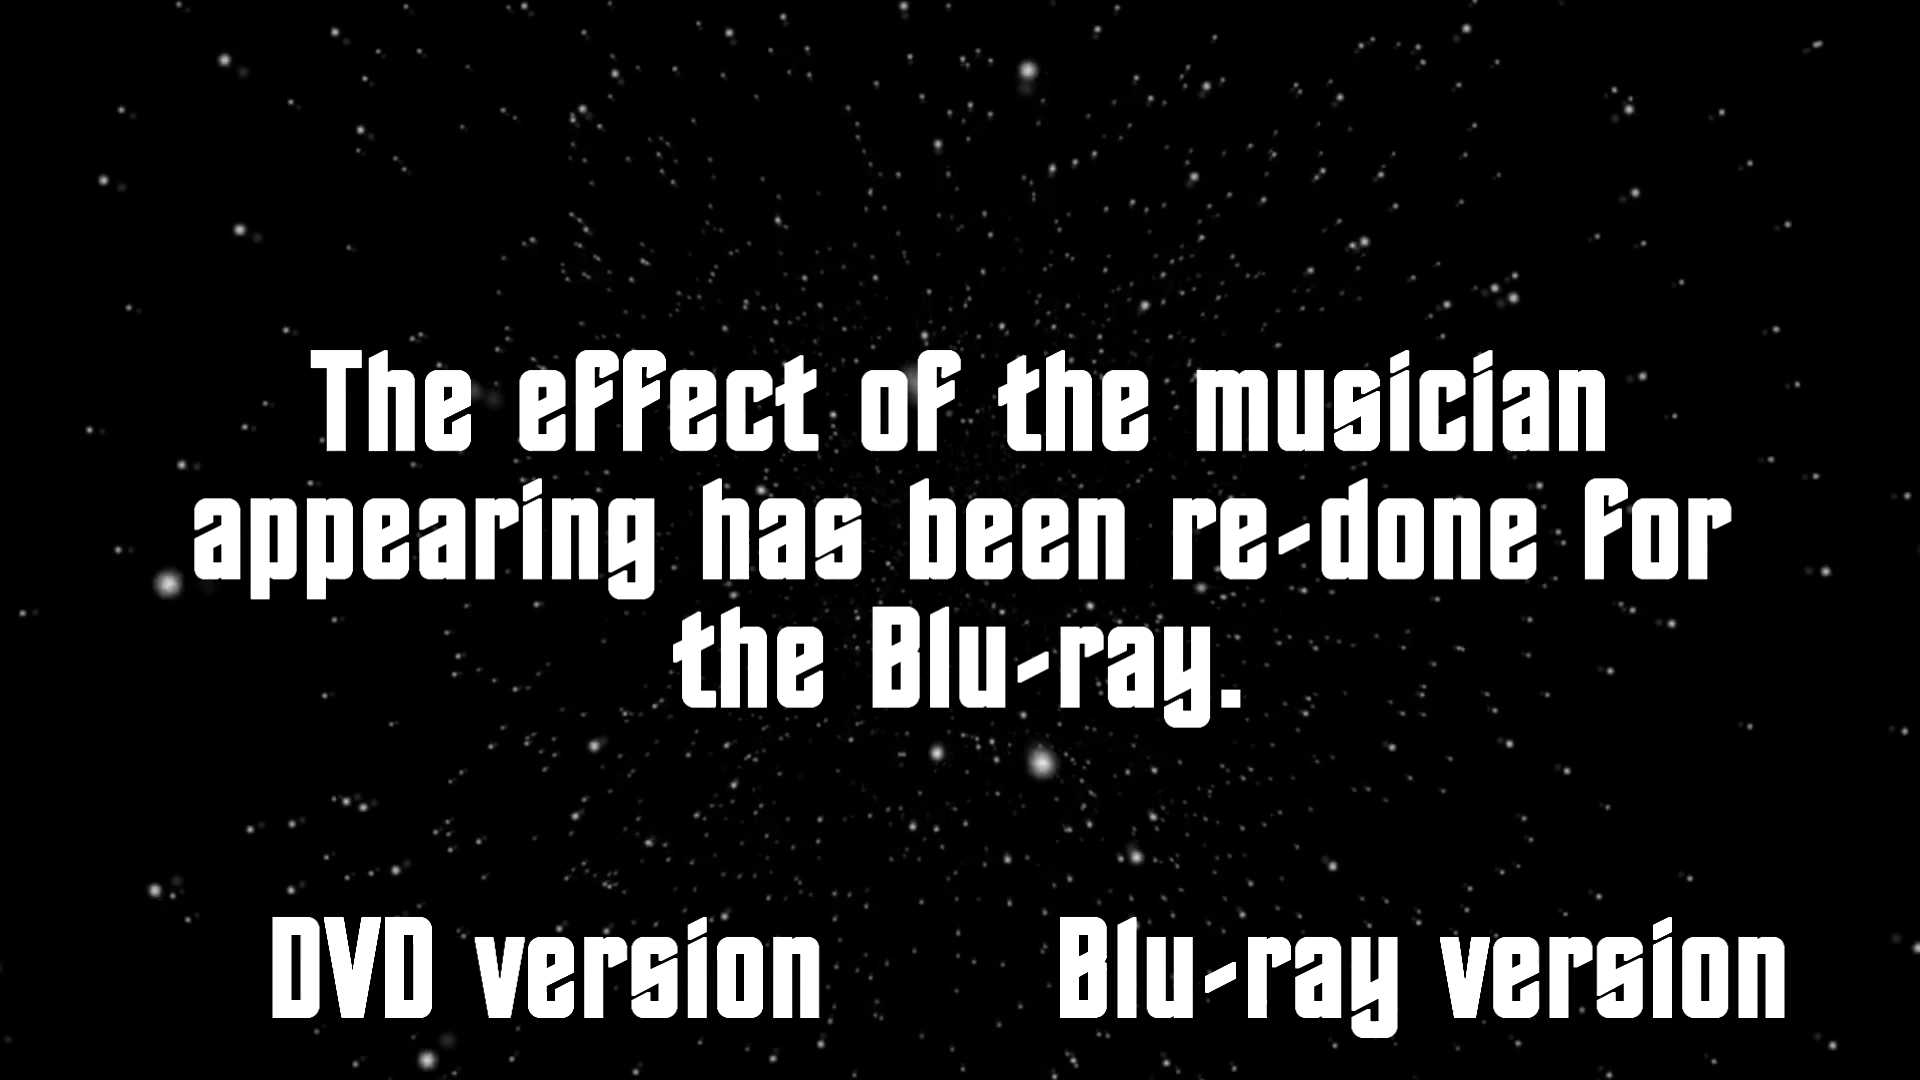 The effect of the musician
appearing has been re-done for
the Blu-ray.
DVD version
Blu-ray version